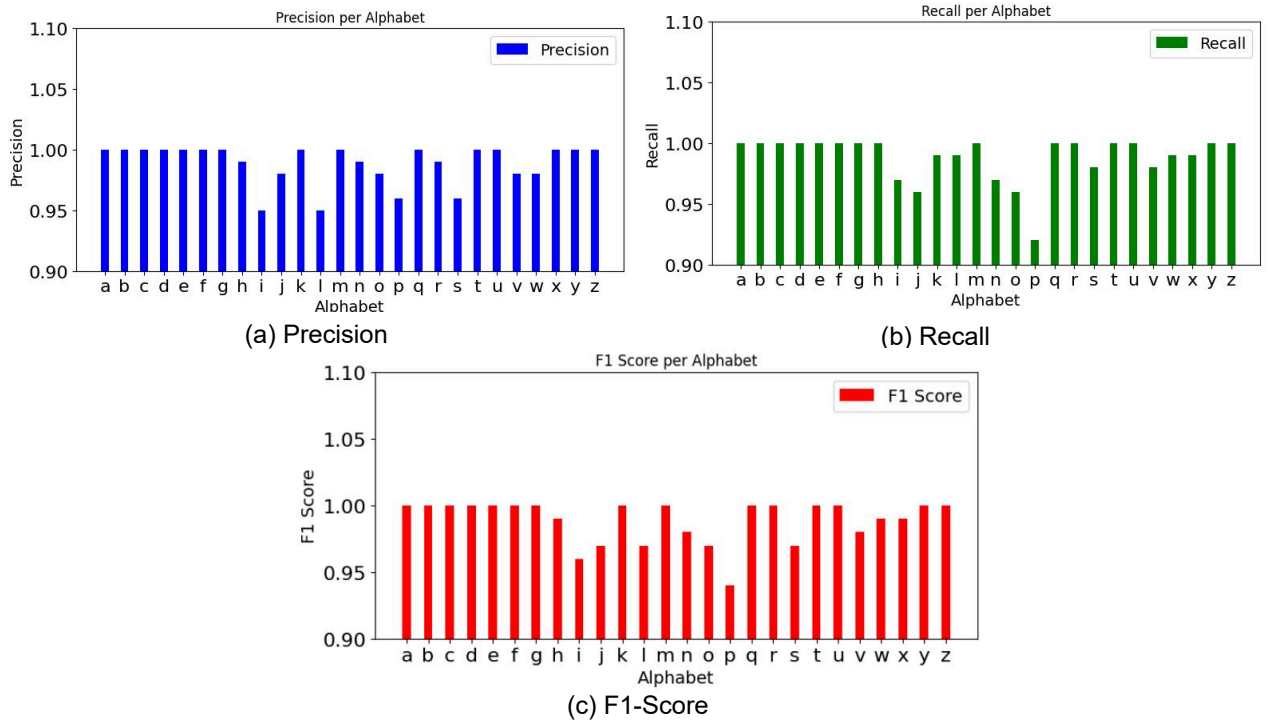 Precision per Alphabet
1.10
1.05
1.00
0.95
0.90
Precision
Precision
a b c d e f g h i j k l m n o p q r s t u v w x y z
Alphabet
(a) Precision
Recall per Alphabet
1.10
1.05
1.00
0.95
0.90
Recall
Recall
a b c d e f g h i j k l m n o p q r s t u v w x y z
Alphabet
(b) Recall
F1 Score per Alphabet
1.10
1.05
1.00
0.95
0.90
F1 Score
F1 Score
a b c d e f g h i j k l m n o p q r s t u v w x y z
Alphabet
(c) F1-Score